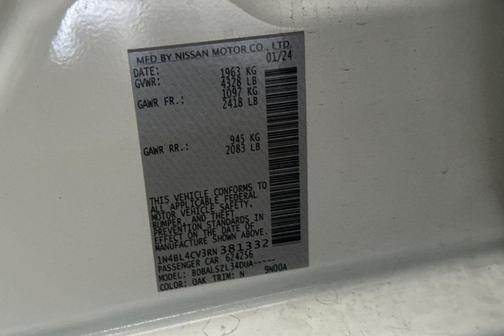 MFD BY NISSAN MOTOR CO., LTD.
DATE: 01/24
GVWR: 1963 KG
4328 LB
GAWR FR.: 1097 KG
2418 LB
GAWR RR.: 945 KG
2083 LB
THIS VEHICLE CONFORMS TO
ALL APPLICABLE FEDERAL
MOTOR VEHICLE SAFETY,
BUMPER, AND THEFT
PREVENTION STANDARDS
IN EFFECT ON THE DATE OF
MANUFACTURE SHOWN ABOVE.
1N4BL4CV3RN381332
PASSENGER CAR 624256
MODEL: BDBALSZL34DUA-----
COLOR: QAK TRIM: N 9N00A